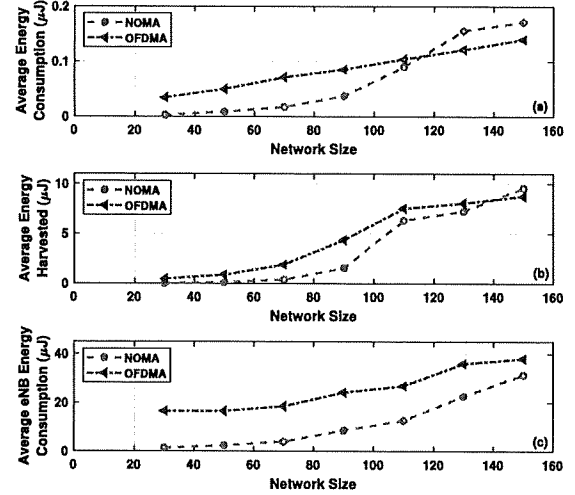 Average Energy
Consumption (μJ)
0.2
0.1
0
NOMA
OFDMA
(a)
0 20 40 60 80 100 120 140 160
Network Size
Average Energy
Harvested (μJ)
10
5
0
NOMA
OFDMA
(b)
0 20 40 60 80 100 120 140 160
Network Size
Average eNB Energy
Consumption (μJ)
40
20
0
NOMA
OFDMA
(c)
0 20 40 60 80 100 120 140 160
Network Size